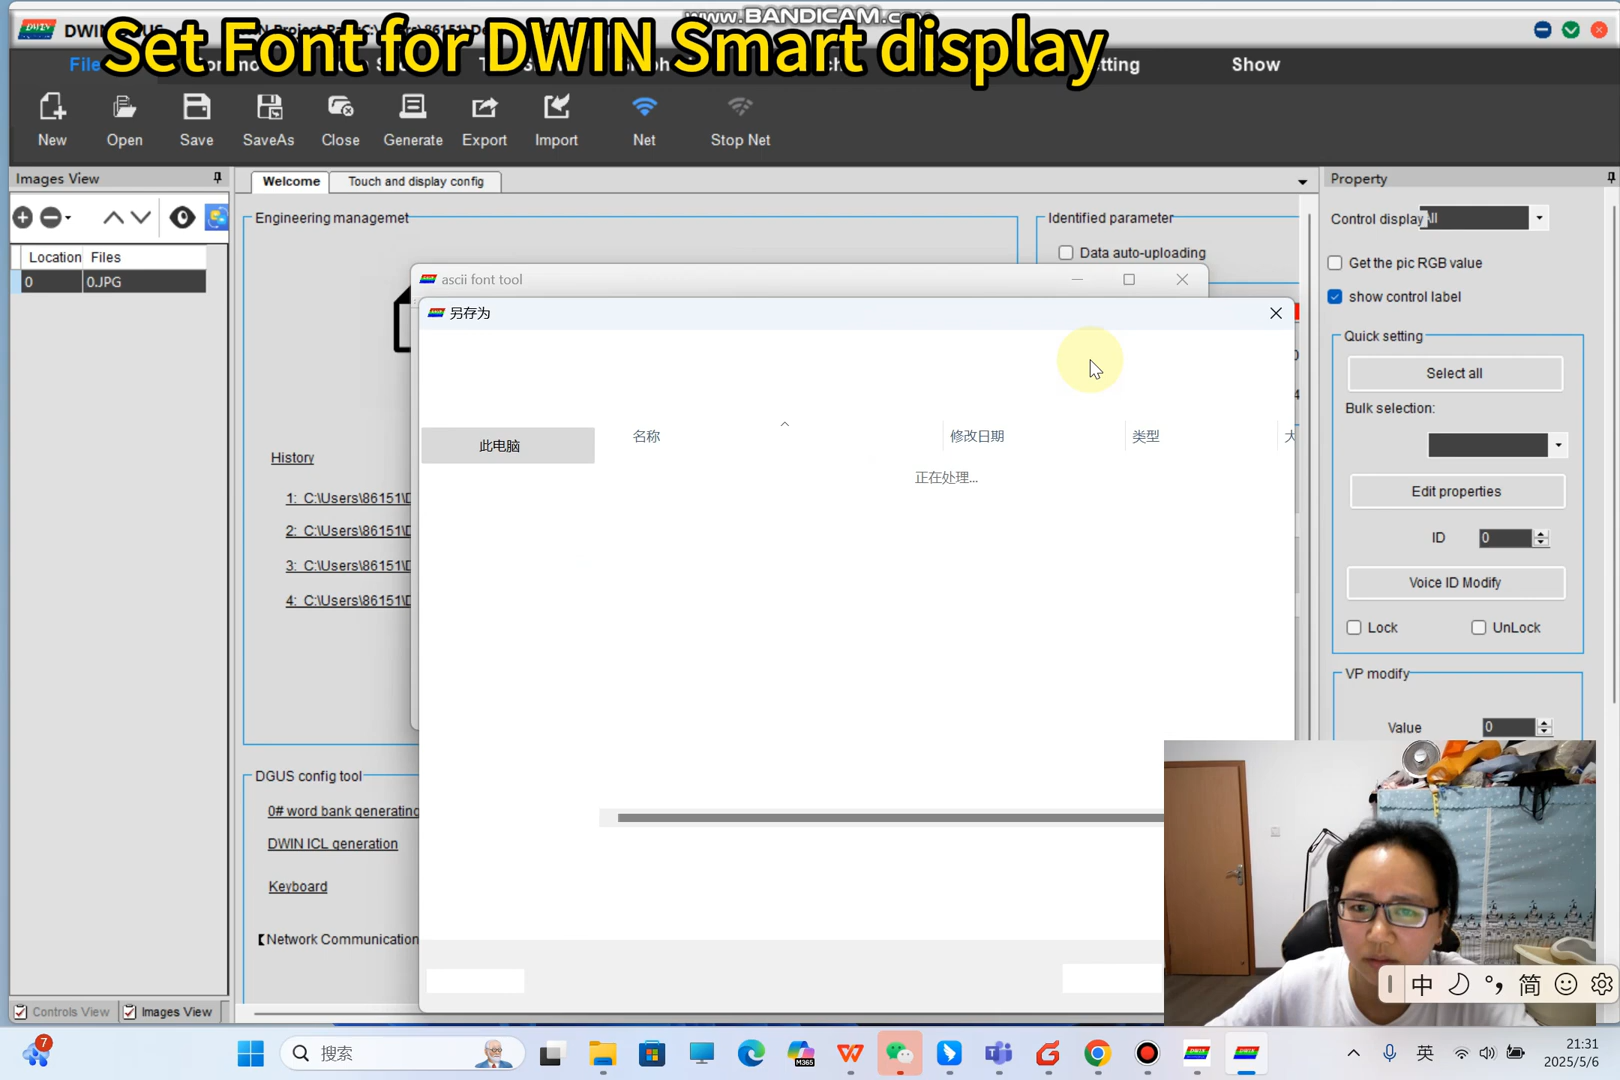 www.BANDICAM.com
Set Font for DWIN Smart display
DWIN
File
Show
New
Open
Save
SaveAs
Close
Generate
Export
Import
Net
Stop Net
Images View
Welcome
Touch and display config
Property
Location
Files
0
0.JPG
Engineering managemet
Identified parameter
Data auto-uploading
Control display
All
Get the pic RGB value
show control label
ascii font tool
另存为
名称
修改日期
类型
大
此电脑
正在处理...
Quick setting
Select all
Bulk selection:
Edit properties
ID
0
Voice ID Modify
Lock
UnLock
VP modify
Value
0
History
1: C:\Users\86151\D
2: C:\Users\86151\D
3: C:\Users\86151\D
4: C:\Users\86151\D
DGUS config tool
0# word bank generating
DWIN ICL generation
Keyboard
【Network Communication
Controls View
Images View
中
简
7
搜索
M365
英
21:31
2025/5/6